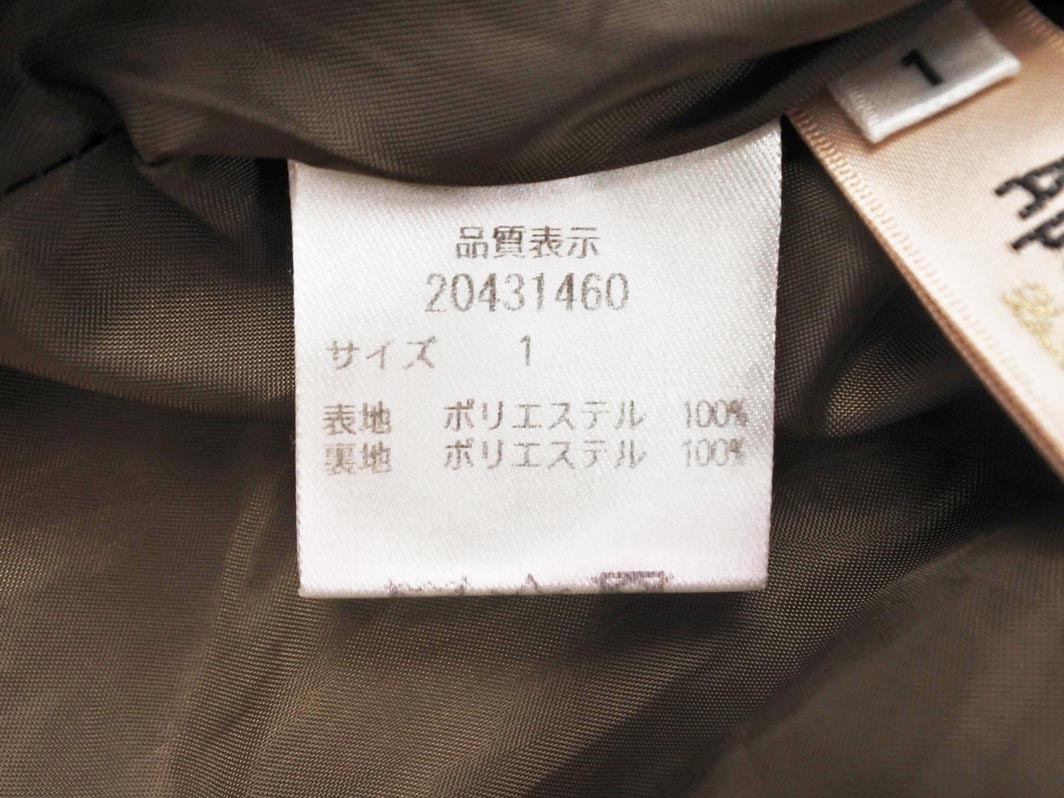 品質表示
20431460
サイズ 1
表地 ポリエステル 100%
裏地 ポリエステル 100%
1